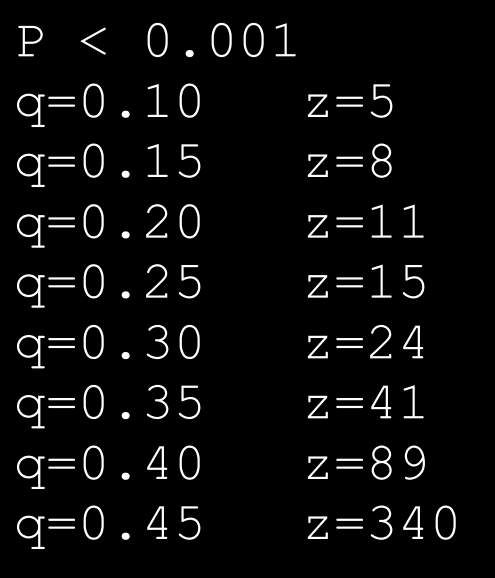 P < 0.001
q=0.10 z=5
q=0.15 z=8
q=0.20 z=11
q=0.25 z=15
q=0.30 z=24
q=0.35 z=41
q=0.40 z=89
q=0.45 z=340